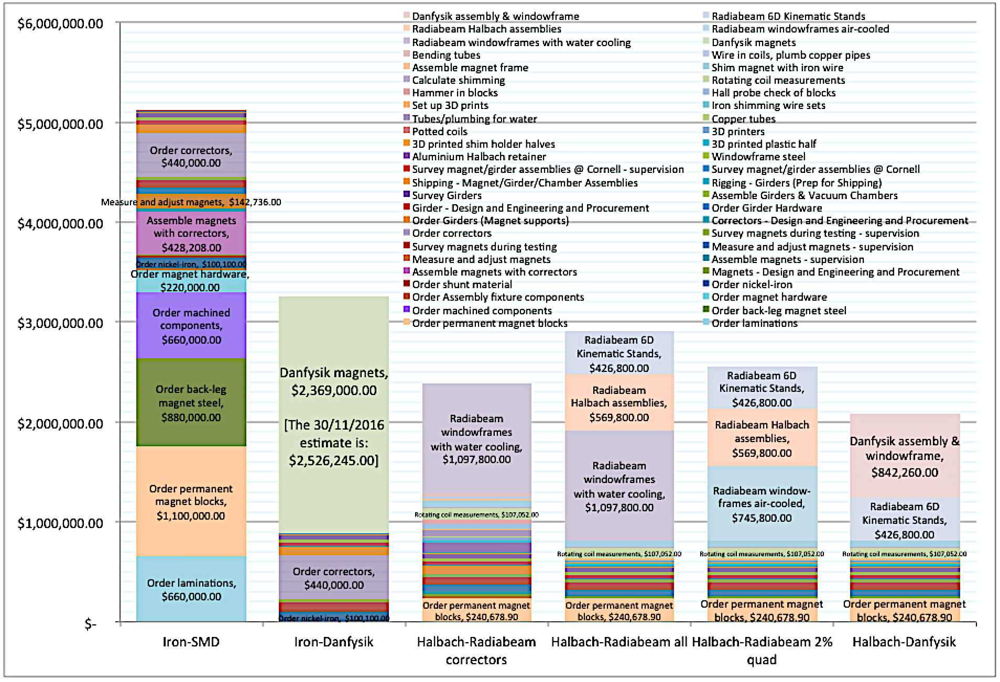 $6,000,000.00
$5,000,000.00
$4,000,000.00
$3,000,000.00
$2,000,000.00
$1,000,000.00
$-
Danfysik assembly & windowframe
Radiabeam 6D Kinematic Stands
Radiabeam Halbach assemblies
Radiabeam windowframes air-cooled
Radiabeam windowframes with water cooling
Danfysik magnets
Bending tubes
Wire in coils, plumb copper pipes
Assemble magnet frame
Shim magnet with iron wire
Calculate shimming
Rotating coil measurements
Hammer in blocks
Hall probe check of blocks
Set up 3D prints
Iron shimming wire sets
Tubes/plumbing for water
Copper tubes
Potted coils
3D printers
3D printed shim holder halves
3D printed plastic half
Aluminium Halbach retainer
Windowframe steel
Survey magnet/girder assemblies @ Cornell - supervision
Survey magnet/girder assemblies @ Cornell
Shipping - Magnet/Girder/Chamber Assemblies
Rigging - Girders (Prep for Shipping)
Survey Girders
Assemble Girders & Vacuum Chambers
Girder - Design and Engineering and Procurement
Order Girder Hardware
Order Girders (Magnet supports)
Correctors - Design and Engineering and Procurement
Order correctors
Survey magnets during testing - supervision
Survey magnets during testing
Measure and adjust magnets - supervision
Measure and adjust magnets
Assemble magnets - supervision
Assemble magnets with correctors
Magnets - Design and Engineering and Procurement
Order shunt material
Order nickel-iron
Order Assembly fixture components
Order magnet hardware
Order machined components
Order back-leg magnet steel
Order permanent magnet blocks
Order laminations
Order correctors,
$440,000.00
Measure and adjust magnets, $142,736.00
Assemble magnets
with correctors,
$428,208.00
Order nickel-iron, $100,100.00
Order magnet hardware,
$220,000.00
Order machined
components,
$660,000.00
Order back-leg
magnet steel,
$880,000.00
Order permanent
magnet blocks,
$1,100,000.00
Order laminations,
$660,000.00
Danfysik magnets,
$2,369,000.00
[The 30/11/2016
estimate is:
$2,526,245.00]
Order correctors,
$440,000.00
Order nickel-iron, $100,100.00
Radiabeam
windowframes
with water cooling,
$1,097,800.00
Rotating coil measurements, $107,052.00
Order permanent magnet
blocks, $240,678.90
Radiabeam 6D
Kinematic Stands,
$426,800.00
Radiabeam
Halbach assemblies,
$569,800.00
Radiabeam
windowframes
with water cooling,
$1,097,800.00
Rotating coil measurements, $107,052.00
Order permanent magnet
blocks, $240,678.90
Radiabeam 6D
Kinematic Stands,
$426,800.00
Radiabeam Halbach
assemblies,
$569,800.00
Radiabeam window-
frames air-cooled,
$745,800.00
Rotating coil measurements, $107,052.00
Order permanent magnet
blocks, $240,678.90
Danfysik assembly &
windowframe,
$842,260.00
Radiabeam 6D
Kinematic Stands,
$426,800.00
Rotating coil measurements, $107,052.00
Order permanent magnet
blocks, $240,678.90
Iron-SMD
Iron-Danfysik
Halbach-Radiabeam
correctors
Halbach-Radiabeam all
Halbach-Radiabeam 2%
quad
Halbach-Danfysik